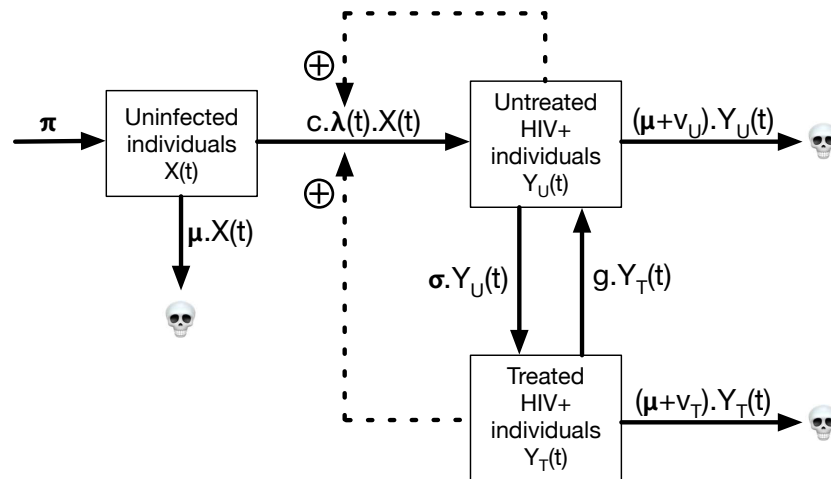 ⊕
π
Uninfected
individuals
X(t)
c.λ(t).X(t)
Untreated
HIV+
individuals
Y_U(t)
(μ+v_U).Y_U(t)
⊕
μ.X(t)
σ.Y_U(t)
g.Y_T(t)
Treated
HIV+
individuals
Y_T(t)
(μ+v_T).Y_T(t)